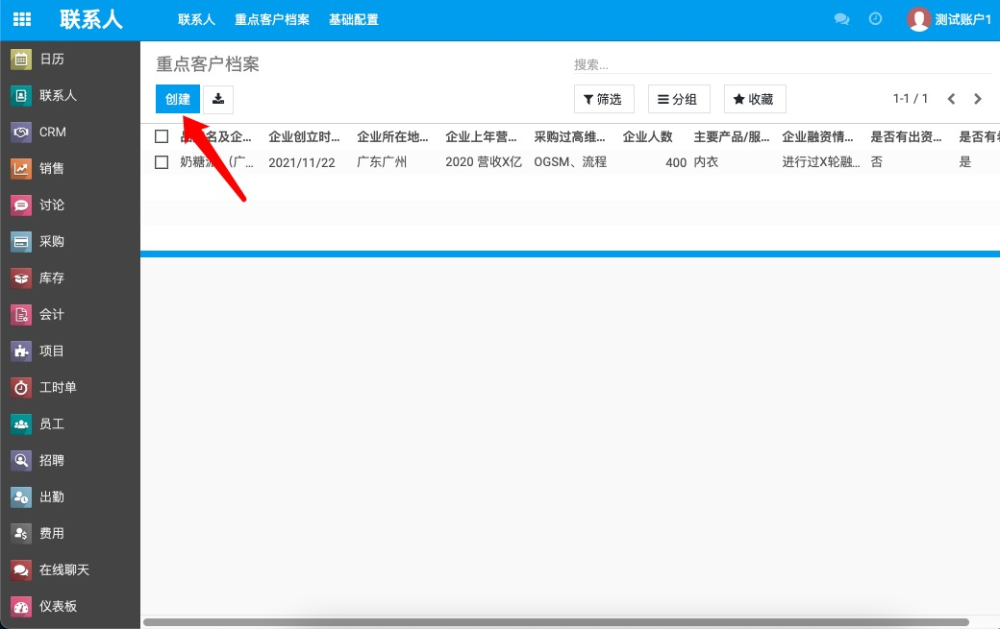 联系人 联系人 重点客户档案 基础配置 测试账户1
日历
联系人
CRM
销售
讨论
采购
库存
会计
项目
工时单
员工
招聘
出勤
费用
在线聊天
仪表板
重点客户档案
搜索...
创建
筛选 分组 收藏 1-1 / 1
名及企... 企业创立时... 企业所在地... 企业上年营... 采购过高维... 企业人数 主要产品/服... 企业融资情... 是否有出资...
奶糖 (广... 2021/11/22 广东广州 2020 营收X亿 OGSM、流程 400 内衣 进行过X轮融... 否 是